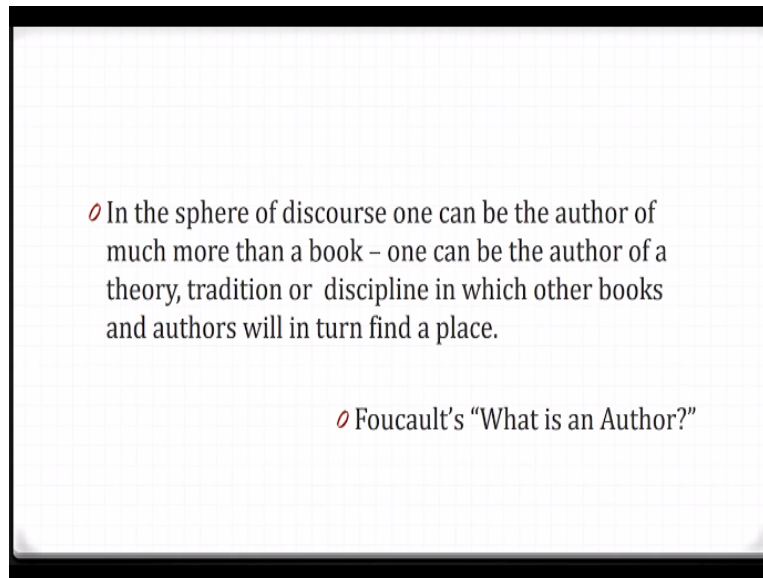 In the sphere of discourse one can be the author of
much more than a book – one can be the author of a
theory, tradition or discipline in which other books
and authors will in turn find a place.
Foucault's “What is an Author?”